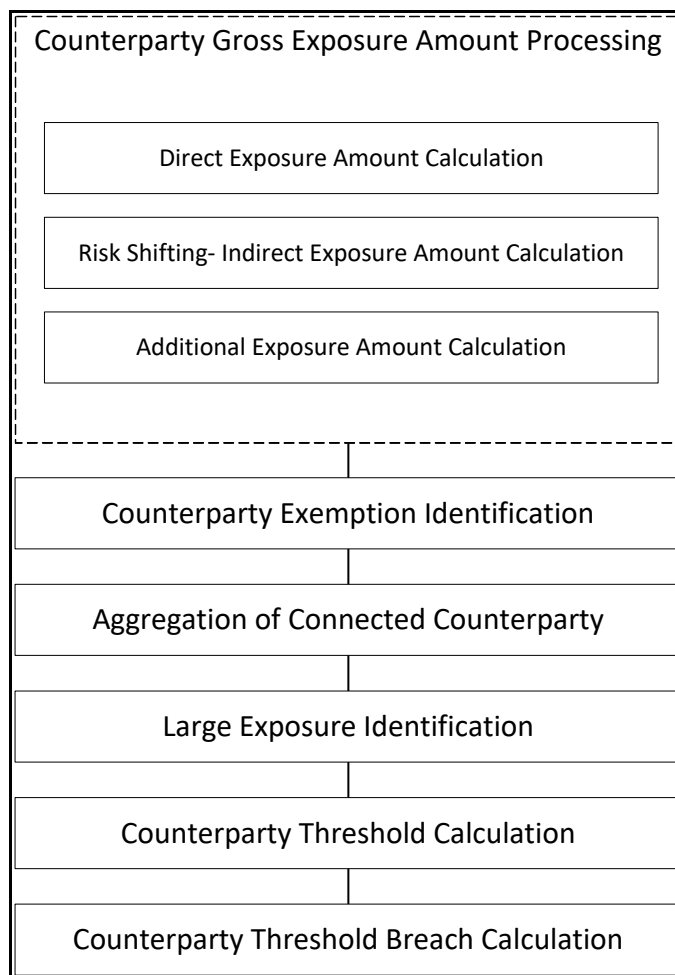 Counterparty Gross Exposure Amount Processing
Direct Exposure Amount Calculation
Risk Shifting- Indirect Exposure Amount Calculation
Additional Exposure Amount Calculation
Counterparty Exemption Identification
Aggregation of Connected Counterparty
Large Exposure Identification
Counterparty Threshold Calculation
Counterparty Threshold Breach Calculation